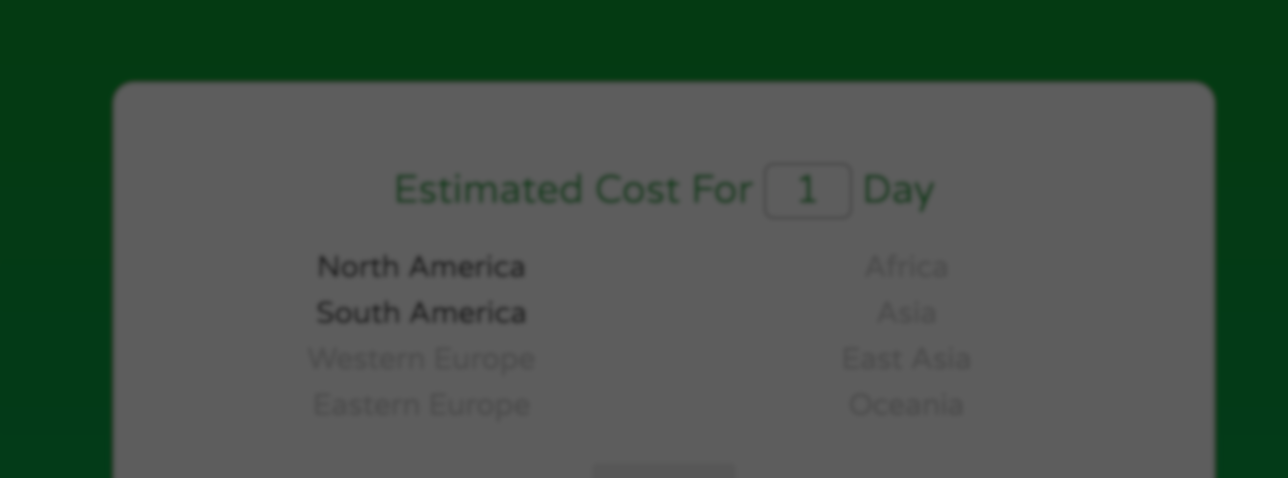 Estimated Cost For 1 Day
North America
South America
Western Europe
Eastern Europe
Africa
Asia
East Asia
Oceania